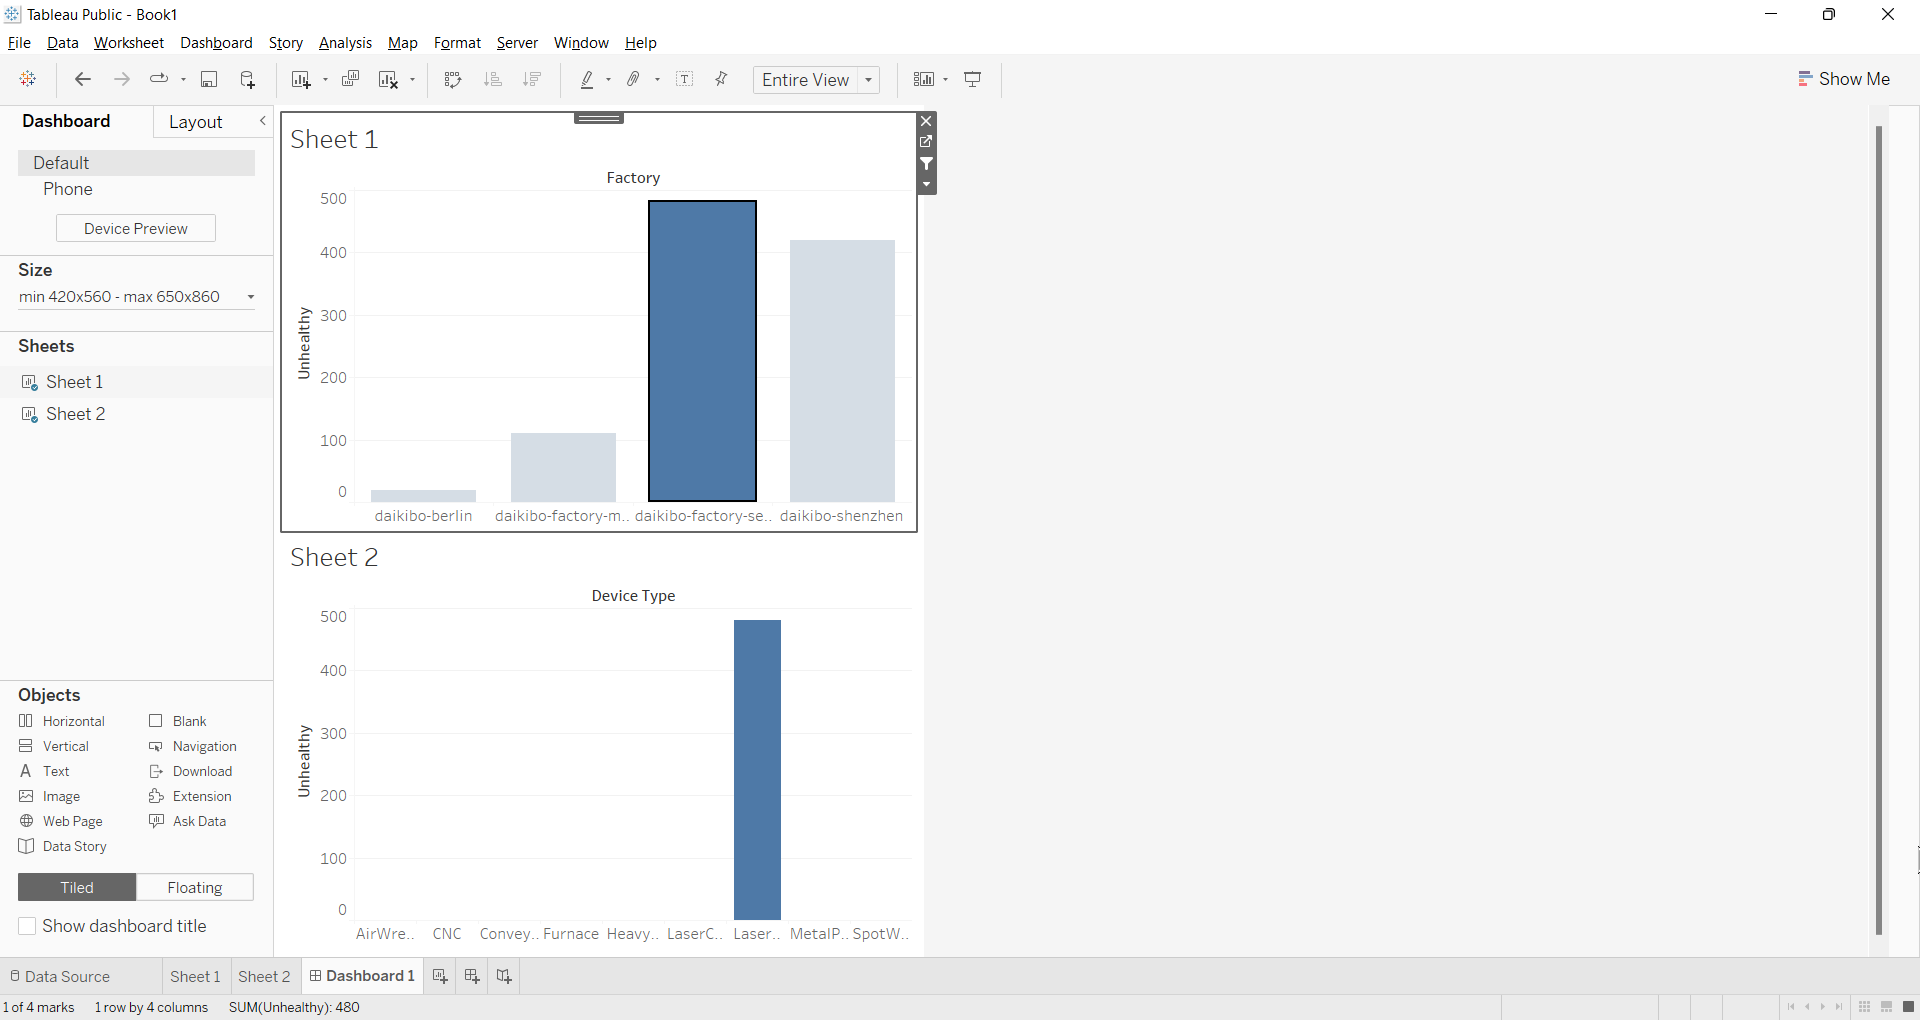 Tableau Public - Book1
File Data Worksheet Dashboard Story Analysis Map Format Server Window Help
Entire View
Show Me
Dashboard Layout
Default
Phone
Device Preview
Size
min 420x560 - max 650x860
Sheets
Sheet 1
Sheet 2
Objects
Horizontal Blank
Vertical Navigation
Text Download
Image Extension
Web Page Ask Data
Data Story
Tiled Floating
Show dashboard title
Sheet 1
Factory
500
400
300
200
100
0
Unhealthy
daikibo-berlin daikibo-factory-m.. daikibo-factory-se.. daikibo-shenzhen
Sheet 2
Device Type
500
400
300
200
100
0
Unhealthy
AirWre.. CNC Convey.. Furnace Heavy.. LaserC.. Laser.. MetalP.. SpotW..
Data Source Sheet 1 Sheet 2 Dashboard 1
1 of 4 marks 1 row by 4 columns SUM(Unhealthy): 480